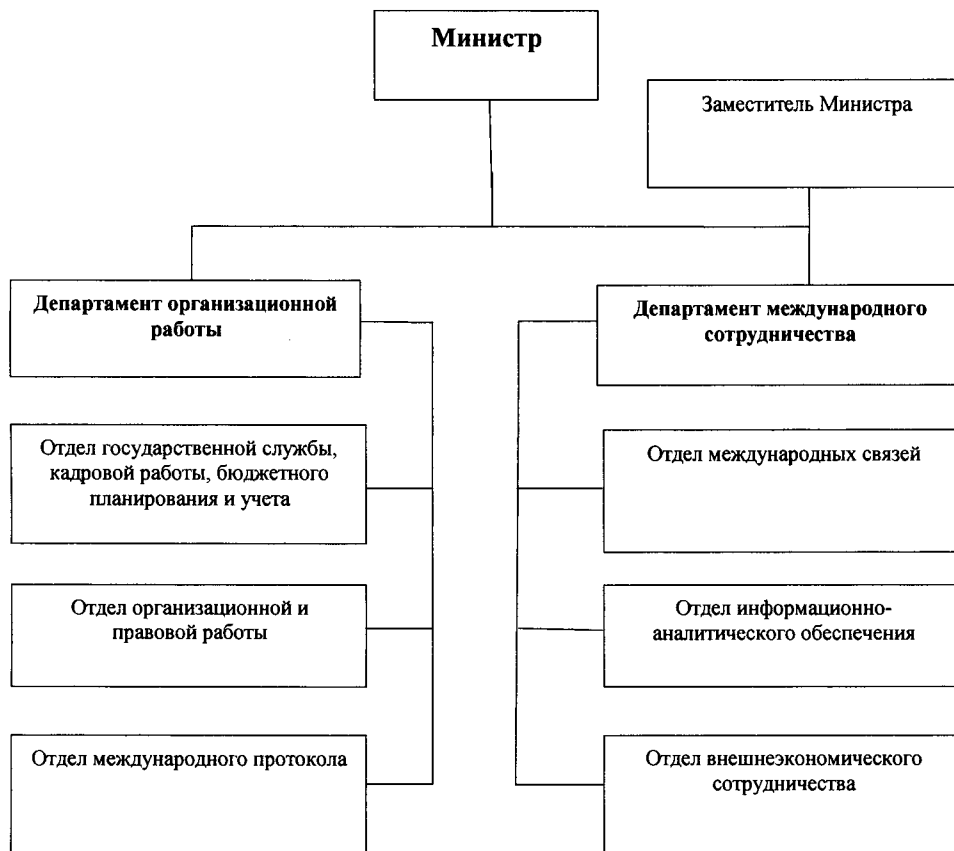 Министр
Заместитель Министра
Департамент организационной
работы
Департамент международного
сотрудничества
Отдел государственной службы,
кадровой работы, бюджетного
планирования и учета
Отдел международных связей
Отдел организационной и
правовой работы
Отдел информационно-
аналитического обеспечения
Отдел международного протокола
Отдел внешнеэкономического
сотрудничества